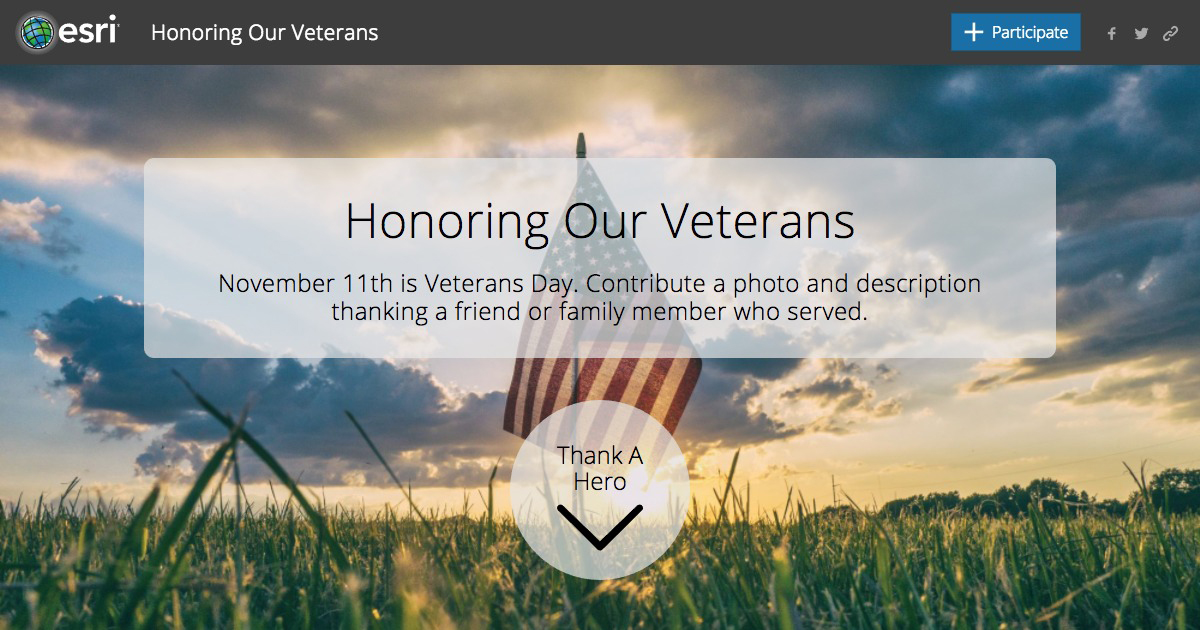 esri
Honoring Our Veterans
Participate
Honoring Our Veterans
November 11th is Veterans Day. Contribute a photo and description
thanking a friend or family member who served.
Thank A
Hero